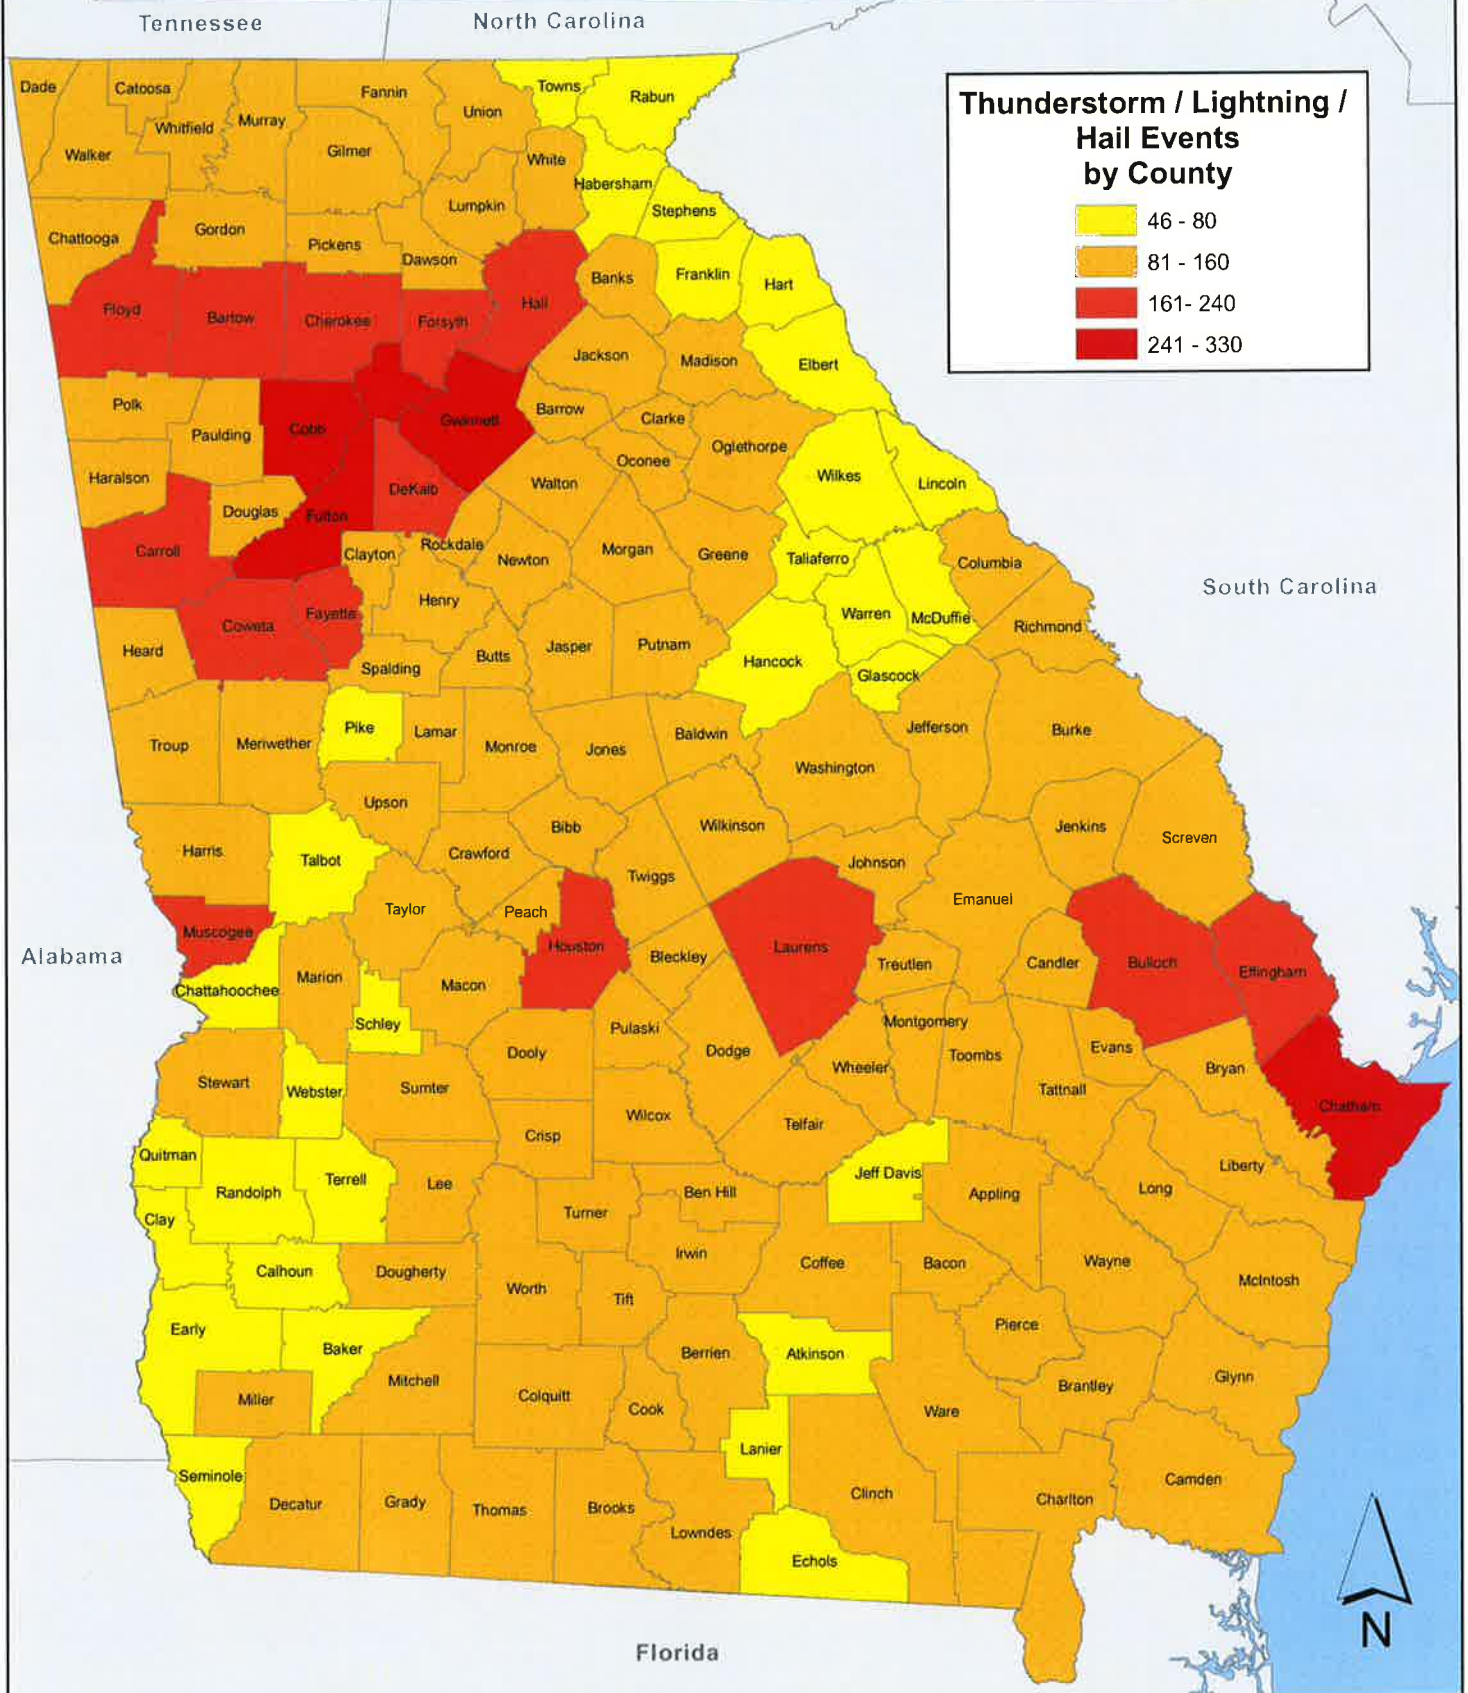 Tennessee
North Carolina
Thunderstorm / Lightning /
Hail Events
by County
46 - 80
81 - 160
161- 240
241 - 330
Dade
Catoosa
Fannin
Towns
Rabun
Union
Whitfield
Murray
Walker
Gilmer
White
Habersham
Lumpkin
Stephens
Chattooga
Gordon
Pickens
Dawson
Banks
Franklin
Hart
Floyd
Bartow
Cherokee
Forsyth
Hall
Jackson
Madison
Elbert
Polk
Paulding
Cobb
Gwinnett
Barrow
Clarke
Oglethorpe
Oconee
Haralson
Douglas
Fulton
DeKalb
Walton
Wilkes
Lincoln
Carroll
Clayton
Rockdale
Newton
Morgan
Greene
Taliaferro
Columbia
South Carolina
Coweta
Fayette
Henry
Warren
McDuffie
Richmond
Heard
Spalding
Butts
Jasper
Putnam
Hancock
Glascock
Troup
Meriwether
Pike
Lamar
Monroe
Jones
Baldwin
Washington
Jefferson
Burke
Upson
Bibb
Wilkinson
Jenkins
Screven
Harris
Talbot
Crawford
Twiggs
Johnson
Emanuel
Taylor
Peach
Muscogee
Houston
Laurens
Alabama
Marion
Macon
Bleckley
Treutlen
Candler
Bulloch
Effingham
Chattahoochee
Schley
Dooly
Pulaski
Dodge
Montgomery
Wheeler
Toombs
Evans
Bryan
Stewart
Webster
Sumter
Tattnall
Chatham
Wilcox
Crisp
Telfair
Quitman
Randolph
Terrell
Lee
Ben Hill
Jeff Davis
Appling
Long
Liberty
Clay
Turner
Irwin
Coffee
Bacon
Wayne
McIntosh
Calhoun
Dougherty
Worth
Tift
Early
Baker
Mitchell
Berrien
Atkinson
Pierce
Miller
Colquitt
Cook
Ware
Brantley
Glynn
Seminole
Decatur
Grady
Thomas
Brooks
Lowndes
Lanier
Clinch
Charlton
Camden
Echols
Florida
N